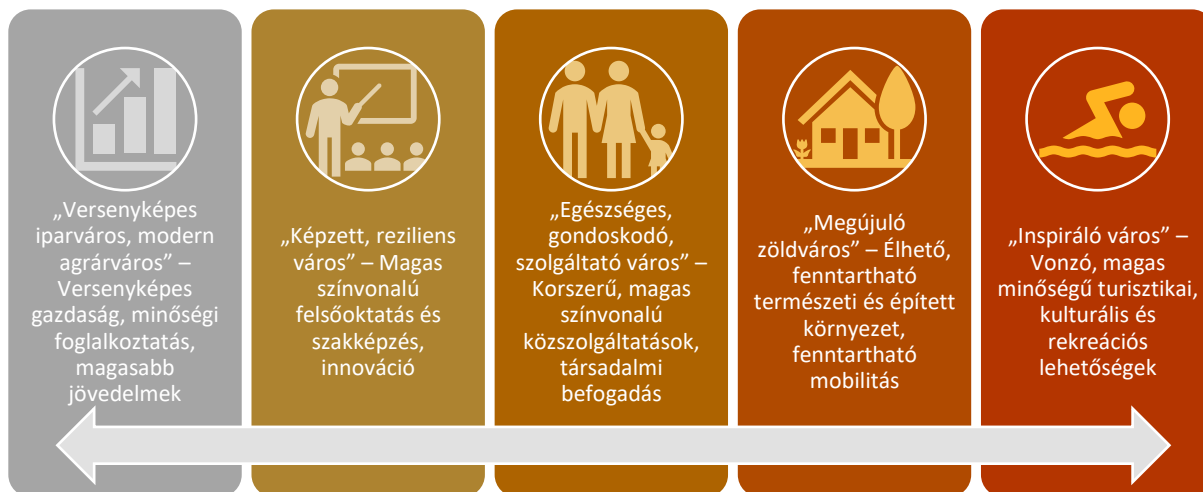 „Versenyképes
iparváros, modern
agrárváros” –
Versenyképes
gazdaság, minőségi
foglalkoztatás,
magasabb
jövedelmek
„Képzett, reziliens
város” – Magas
színvonalú
felsőoktatás és
szakképzés,
innováció
„Egészséges,
gondoskodó,
szolgáltató város” –
Korszerű, magas
színvonalú
közszolgáltatások,
társadalmi
befogadás
„Megújuló
zöldváros” – Élhető,
fenntartható
természeti és épített
környezet,
fenntartható
mobilitás
„Inspiráló város” –
Vonzó, magas
minőségű turisztikai,
kulturális és
rekreációs
lehetőségek